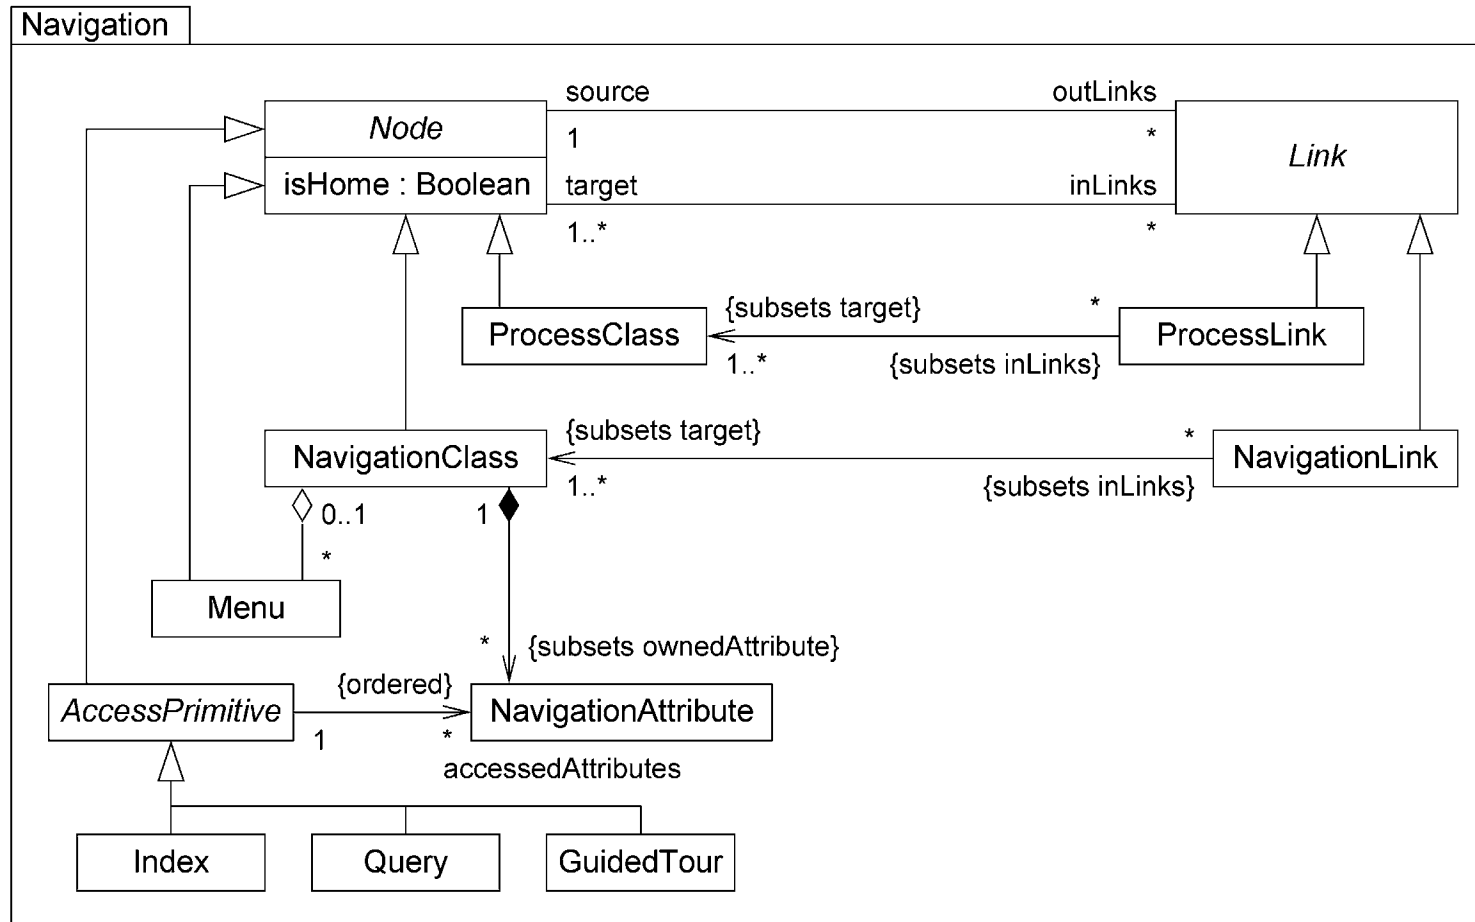 Navigation
source
outLinks
Node
1
*
Link
isHome : Boolean
target
inLinks
1..*
*
{subsets target}
*
ProcessClass
ProcessLink
1..*
{subsets inLinks}
{subsets target}
*
NavigationClass
NavigationLink
1..*
{subsets inLinks}
0..1
1
*
Menu
*
{subsets ownedAttribute}
{ordered}
AccessPrimitive
NavigationAttribute
1
*
accessedAttributes
Index
Query
GuidedTour